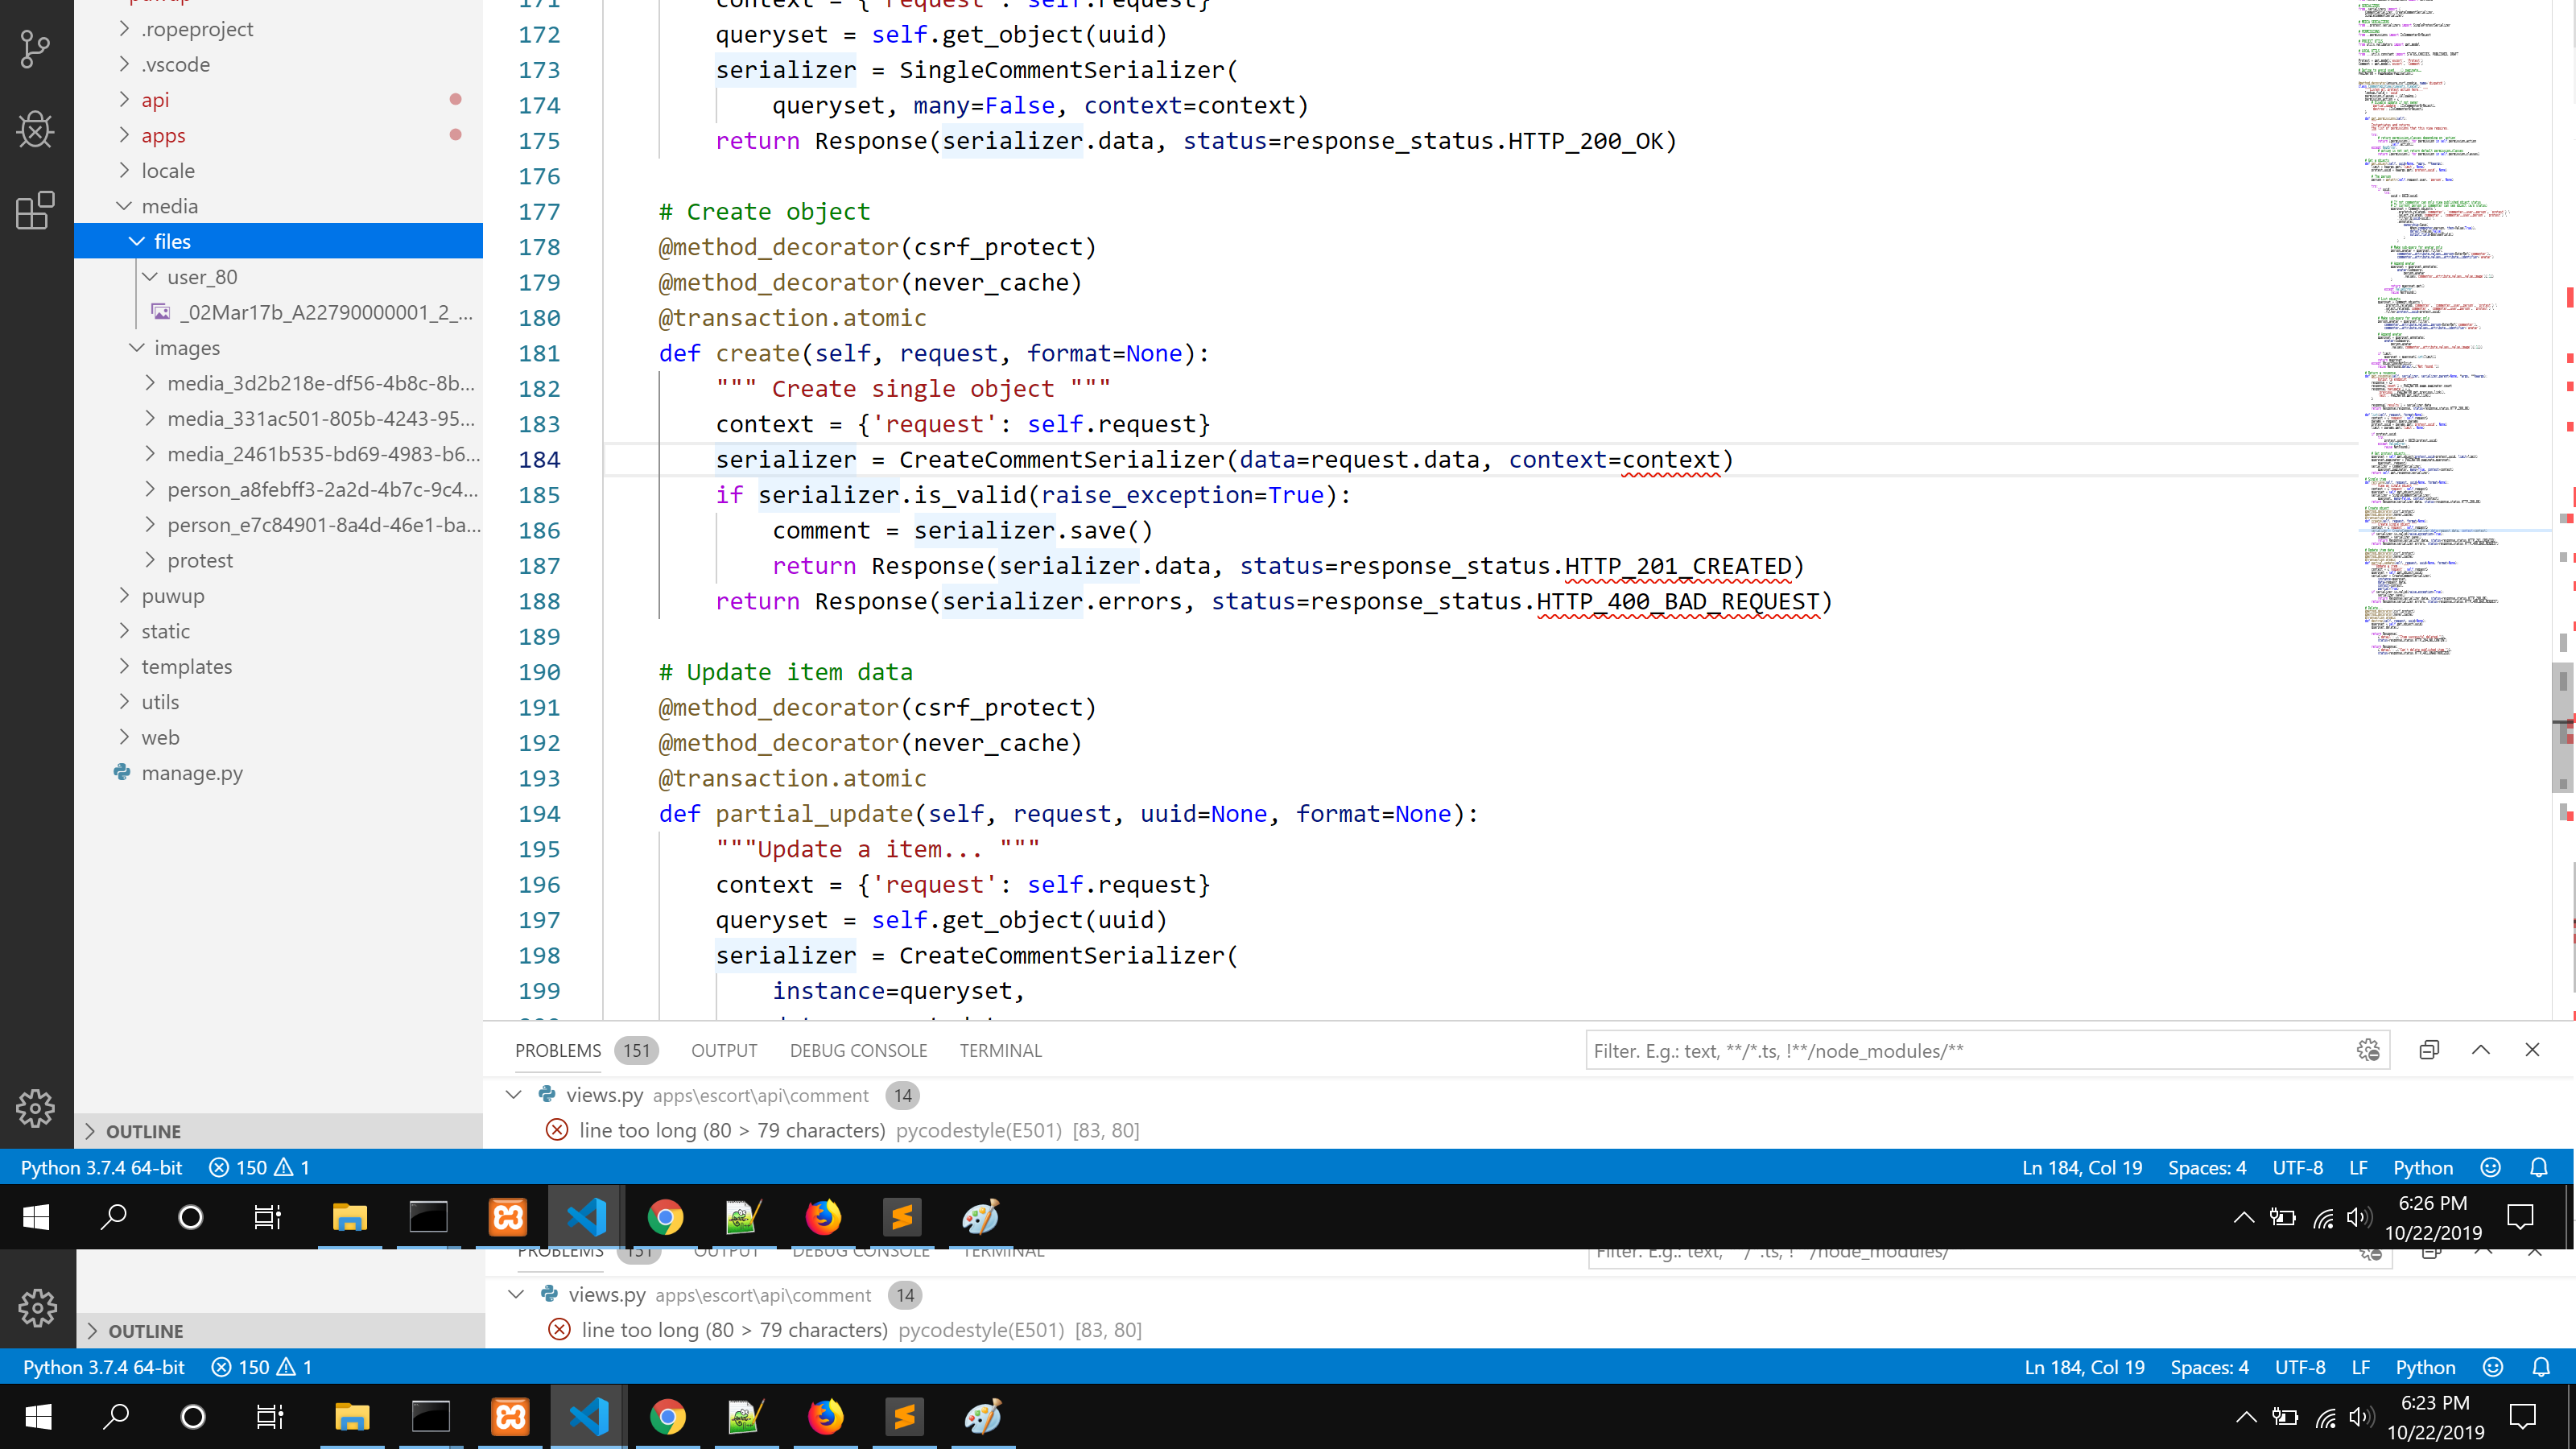 .ropeproject
.vscode
api
apps
locale
media
files
user_80
_02Mar17b_A22790000001_2_...
images
media_3d2b218e-df56-4b8c-8b...
media_331ac501-805b-4243-95...
media_2461b535-bd69-4983-b6...
person_a8febff3-2a2d-4b7c-9c4...
person_e7c84901-8a4d-46e1-ba...
protest
puwup
static
templates
utils
web
manage.py
OUTLINE
171 context = {'request': self.request}
172 queryset = self.get_object(uuid)
173 serializer = SingleCommentSerializer(
174 queryset, many=False, context=context)
175 return Response(serializer.data, status=response_status.HTTP_200_OK)
176
177 # Create object
178 @method_decorator(csrf_protect)
179 @method_decorator(never_cache)
180 @transaction.atomic
181 def create(self, request, format=None):
182 """ Create single object """
183 context = {'request': self.request}
184 serializer = CreateCommentSerializer(data=request.data, context=context)
185 if serializer.is_valid(raise_exception=True):
186 comment = serializer.save()
187 return Response(serializer.data, status=response_status.HTTP_201_CREATED)
188 return Response(serializer.errors, status=response_status.HTTP_400_BAD_REQUEST)
189
190 # Update item data
191 @method_decorator(csrf_protect)
192 @method_decorator(never_cache)
193 @transaction.atomic
194 def partial_update(self, request, uuid=None, format=None):
195 """Update a item... """
196 context = {'request': self.request}
197 queryset = self.get_object(uuid)
198 serializer = CreateCommentSerializer(
199 instance=queryset,
PROBLEMS 151 OUTPUT DEBUG CONSOLE TERMINAL Filter. E.g.: text, **/*.ts, !**/node_modules/**
views.py apps\escort\api\comment 14
line too long (80 > 79 characters) pycodestyle(E501) [83, 80]
Python 3.7.4 64-bit 150 1 Ln 184, Col 19 Spaces: 4 UTF-8 LF Python
6:26 PM
10/22/2019
PROBLEMS 151 OUTPUT DEBUG CONSOLE TERMINAL Filter. E.g.: text, **/*.ts, !**/node_modules/**
views.py apps\escort\api\comment 14
line too long (80 > 79 characters) pycodestyle(E501) [83, 80]
OUTLINE
Python 3.7.4 64-bit 150 1 Ln 184, Col 19 Spaces: 4 UTF-8 LF Python
6:23 PM
10/22/2019